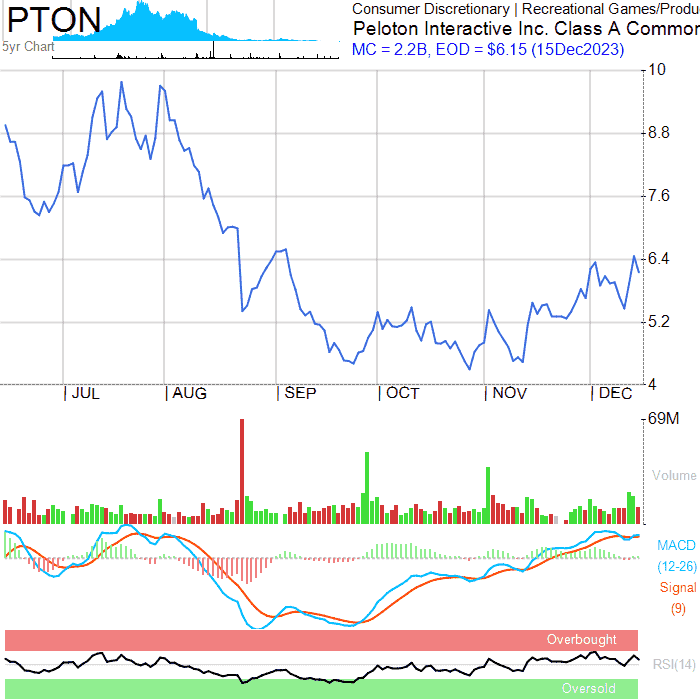 PTON
5yr Chart
Consumer Discretionary | Recreational Games/Produ
Peloton Interactive Inc. Class A Common
MC = 2.2B, EOD = $6.15 (15Dec2023)
10
8.8
7.6
6.4
5.2
4
JUL AUG SEP OCT NOV DEC
69M
Volume
MACD
(12-26)
Signal
(9)
Overbought
RSI(14)
Oversold